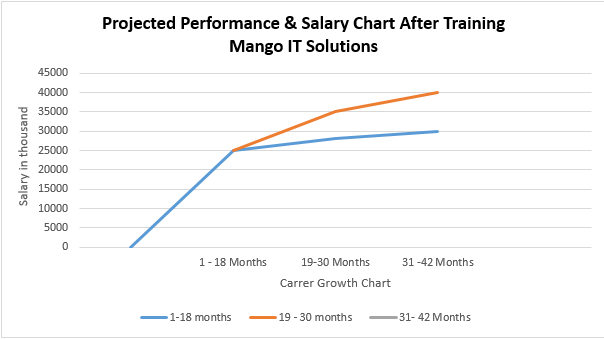 Projected Performance & Salary Chart After Training
Mango IT Solutions
45000
40000
35000
30000
25000
20000
15000
10000
5000
0
Salary in thousand
1 - 18 Months 19-30 Months 31 -42 Months
Carrer Growth Chart
1-18 months 19 - 30 months 31- 42 Months